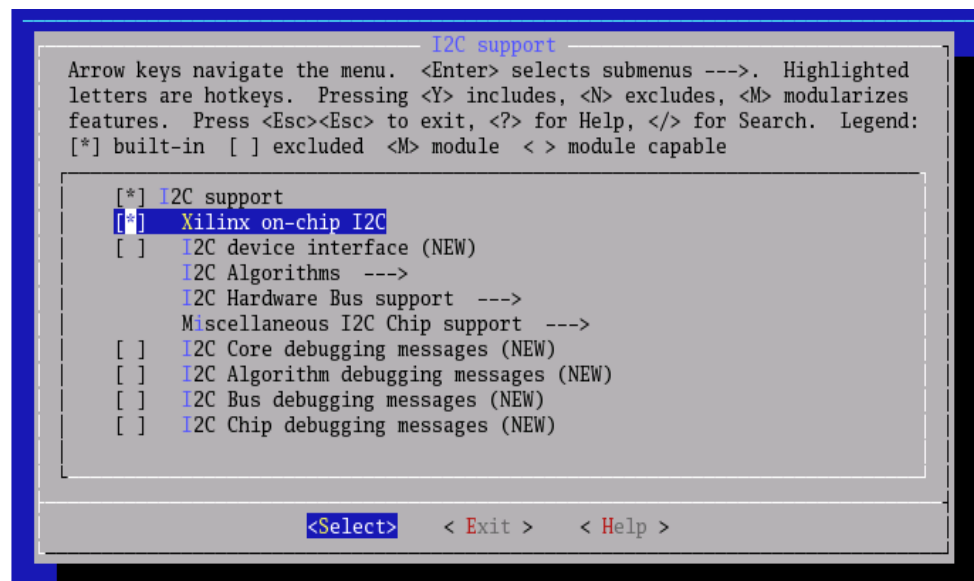 I2C support
Arrow keys navigate the menu.  <Enter> selects submenus --->.  Highlighted
letters are hotkeys.  Pressing <Y> includes, <N> excludes, <M> modularizes
features.  Press <Esc><Esc> to exit, <?> for Help, </> for Search.  Legend:
[*] built-in  [ ] excluded  <M> module  < > module capable
[*] I2C support
[*]   Xilinx on-chip I2C
[ ]   I2C device interface (NEW)
I2C Algorithms  --->
I2C Hardware Bus support  --->
Miscellaneous I2C Chip support  --->
[ ]   I2C Core debugging messages (NEW)
[ ]   I2C Algorithm debugging messages (NEW)
[ ]   I2C Bus debugging messages (NEW)
[ ]   I2C Chip debugging messages (NEW)
<Select>    < Exit >    < Help >